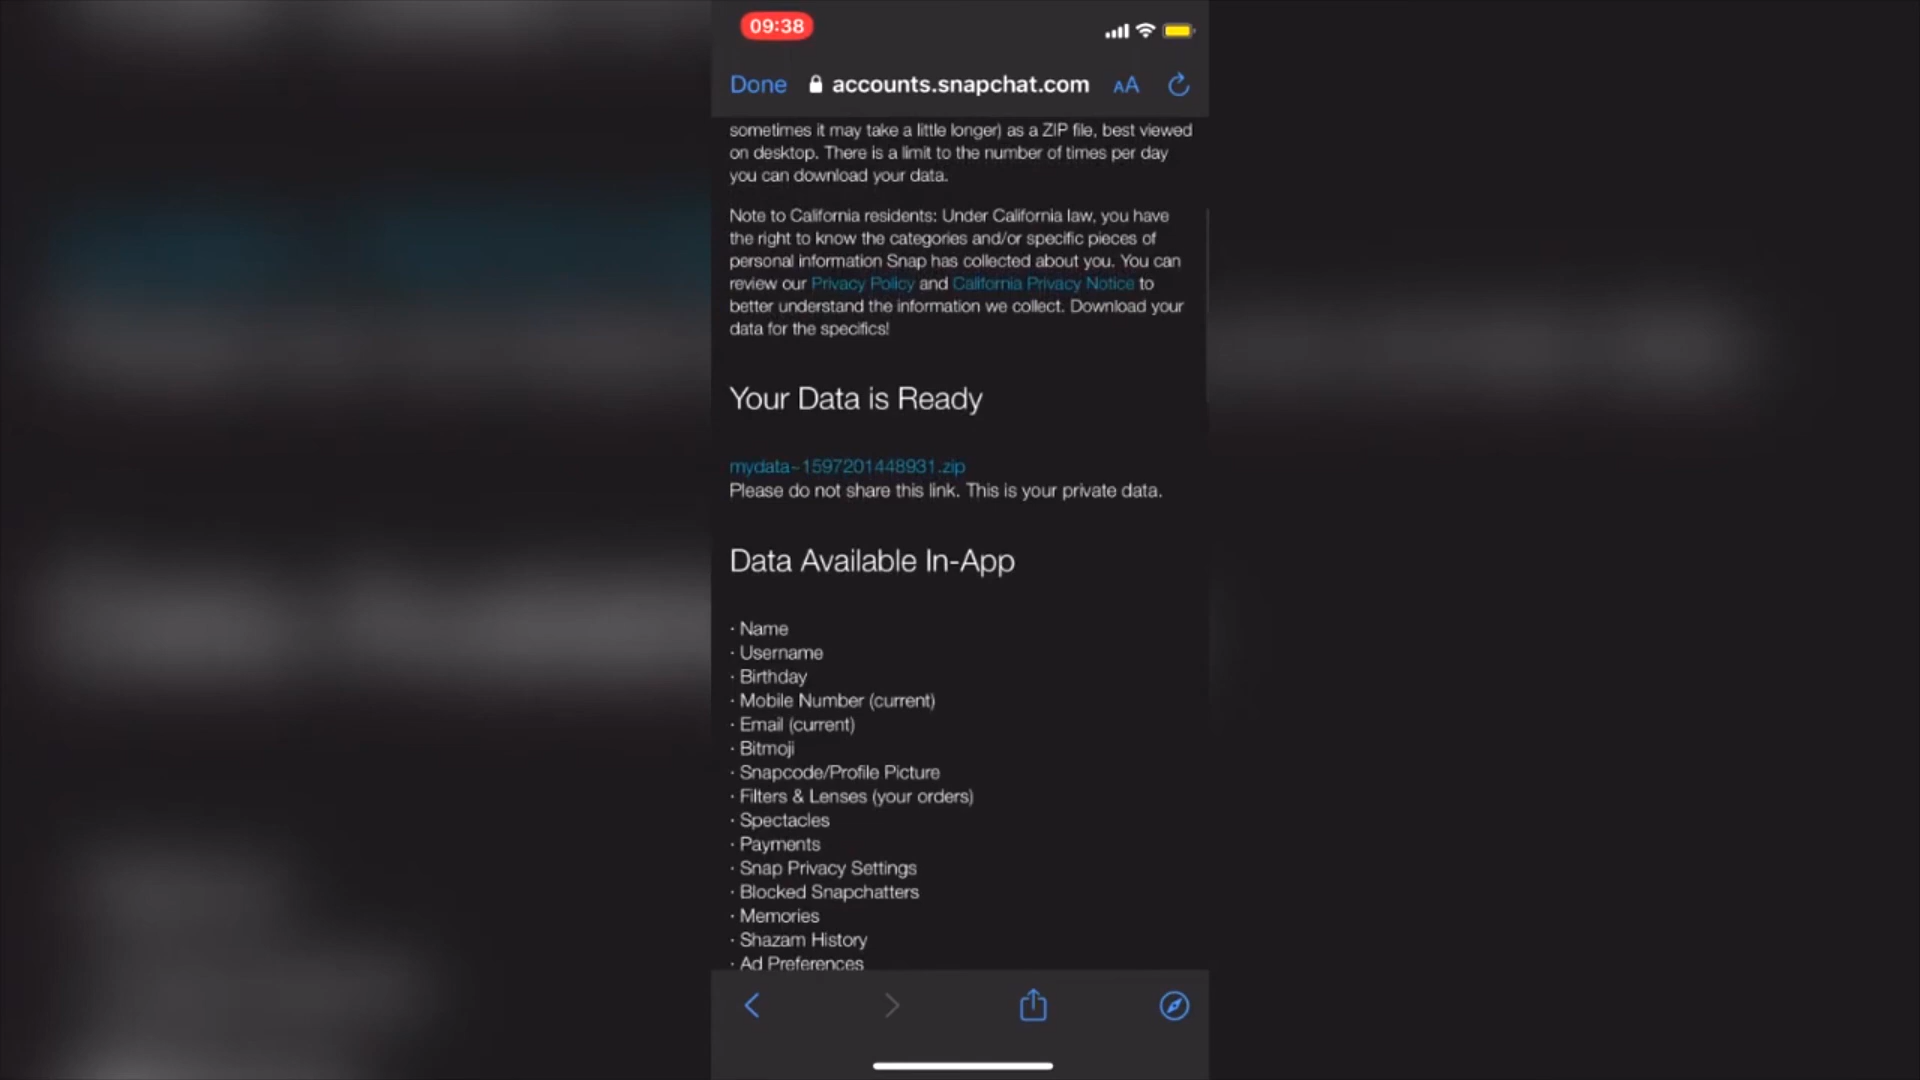 09:38
Done accounts.snapchat.com AA
sometimes it may take a little longer) as a ZIP file, best viewed
on desktop. There is a limit to the number of times per day
you can download your data.
Note to California residents: Under California law, you have
the right to know the categories and/or specific pieces of
personal information Snap has collected about you. You can
review our Privacy Policy and California Privacy Notice to
better understand the information we collect. Download your
data for the specifics!
Your Data is Ready
mydata~1597201448931.zip
Please do not share this link. This is your private data.
Data Available In-App
· Name
· Username
· Birthday
· Mobile Number (current)
· Email (current)
· Bitmoji
· Snapcode/Profile Picture
· Filters & Lenses (your orders)
· Spectacles
· Payments
· Snap Privacy Settings
· Blocked Snapchatters
· Memories
· Shazam History
· Ad Preferences